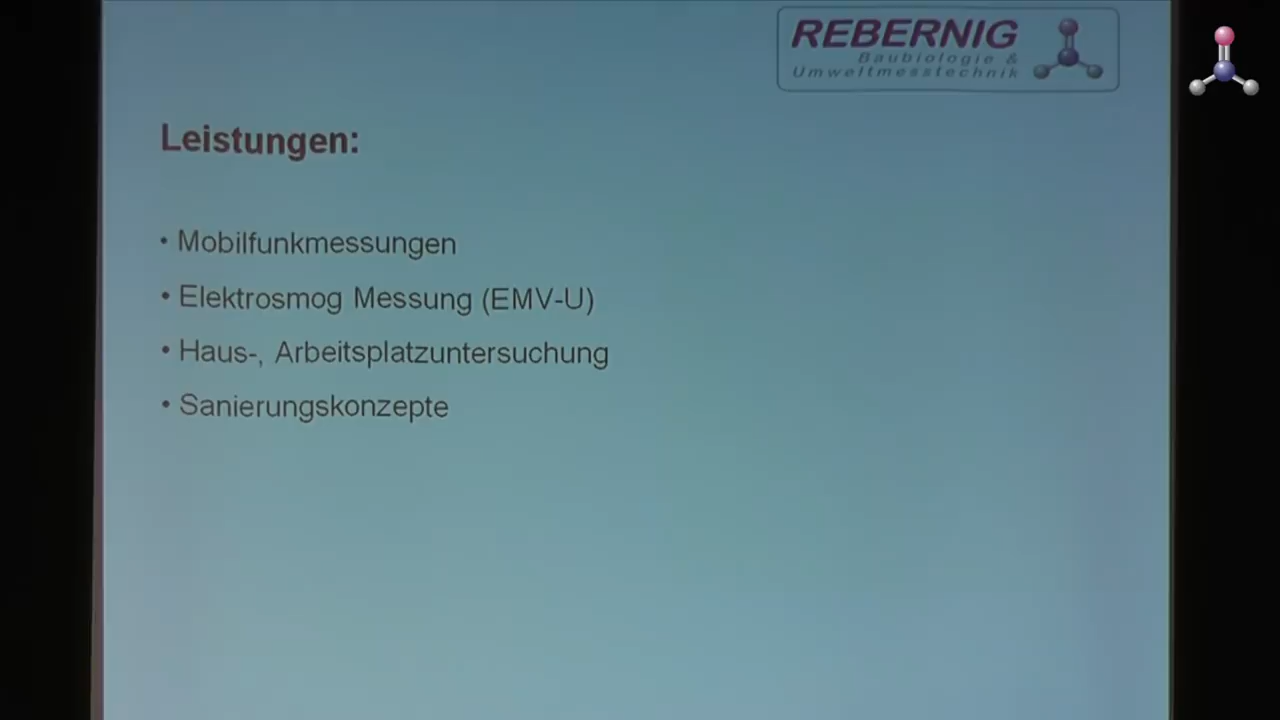 REBERNIG
Baubiologie &
Umweltmesstechnik
Leistungen:
• Mobilfunkmessungen
• Elektrosmog Messung (EMV-U)
• Haus-, Arbeitsplatzuntersuchung
• Sanierungskonzepte